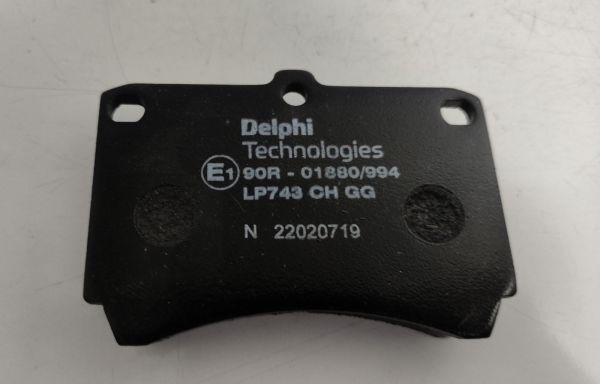 Delphi
Technologies
E1 90R - 01880/994
LP743 CH GG
N 22020719